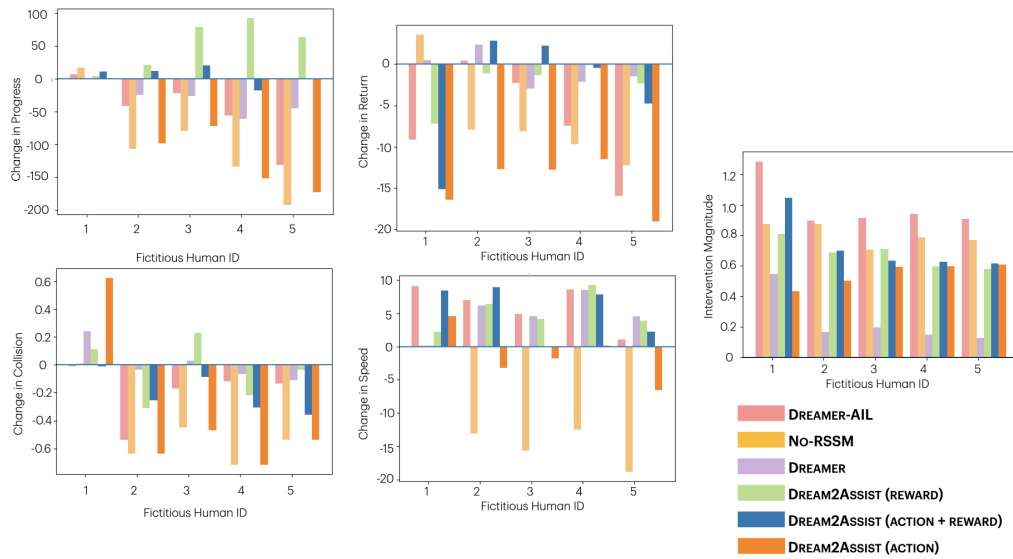 100
50
0
-50
-100
-150
-200
Change in Progress
1 2 3 4 5
Fictitious Human ID
10
5
0
-5
-10
-15
-20
Change in Return
1 2 3 4 5
Fictitious Human ID
0.6
0.4
0.2
0
-0.2
-0.4
-0.6
Change in Collision
1 2 3 4 5
Fictitious Human ID
10
5
0
-5
-10
-15
-20
Change in Speed
1 2 3 4 5
Fictitious Human ID
1.2
1.0
0.8
0.6
0.4
0.2
0
Intervention Magnitude
1 2 3 4 5
Fictitious Human ID
DREAMER-AIL
NO-RSSM
DREAMER
DREAM2ASSIST (REWARD)
DREAM2ASSIST (ACTION + REWARD)
DREAM2ASSIST (ACTION)